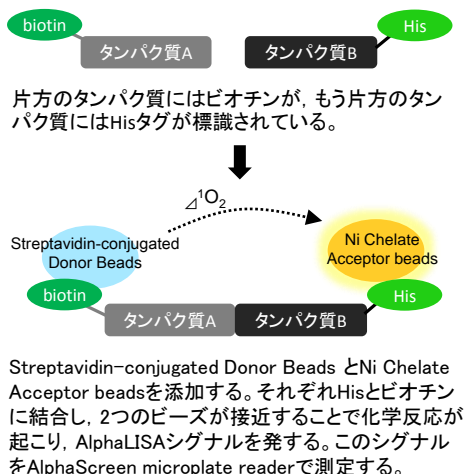 biotin
His
タンパク質A
タンパク質B
片方のタンパク質にはビオチンが，もう片方のタン
パク質にはHisタグが標識されている。
⊿¹O₂
Streptavidin-conjugated
Donor Beads
Ni Chelate
Acceptor beads
biotin
His
タンパク質A
タンパク質B
Streptavidin-conjugated Donor Beads とNi Chelate
Acceptor beadsを添加する。それぞれHisとビオチン
に結合し，2つのビーズが接近することで化学反応が
起こり，AlphaLISAシグナルを発する。このシグナル
をAlphaScreen microplate readerで測定する。